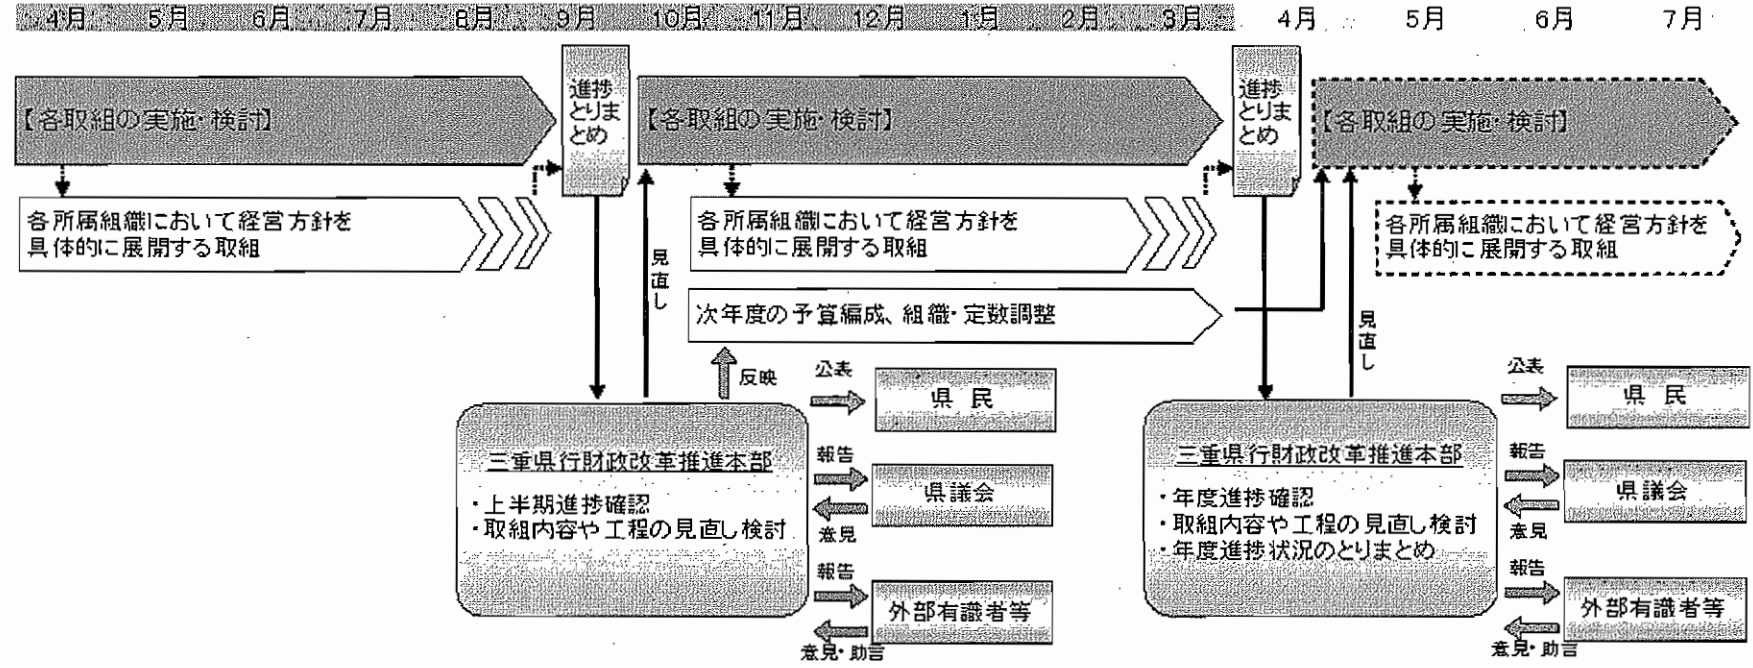 4月 5月 6月 7月 8月 9月 10月 11月 12月 1月 2月 3月 4月 5月 6月 7月
【各取組の実施・検討】
進捗
とりま
とめ
【各取組の実施・検討】
進捗
とりま
とめ
【各取組の実施・検討】
各所属組織において経営方針を
具体的に展開する取組
見直し
各所属組織において経営方針を
具体的に展開する取組
各所属組織において経営方針を
具体的に展開する取組
次年度の予算編成、組織・定数調整
見直し
反映
三重県行財政改革推進本部
・上半期進捗確認
・取組内容や工程の見直し検討
公表
県 民
報告
県議会
意見
報告
外部有識者等
意見・助言
三重県行財政改革推進本部
・年度進捗確認
・取組内容や工程の見直し検討
・年度進捗状況のとりまとめ
公表
県 民
報告
県議会
意見
報告
外部有識者等
意見・助言